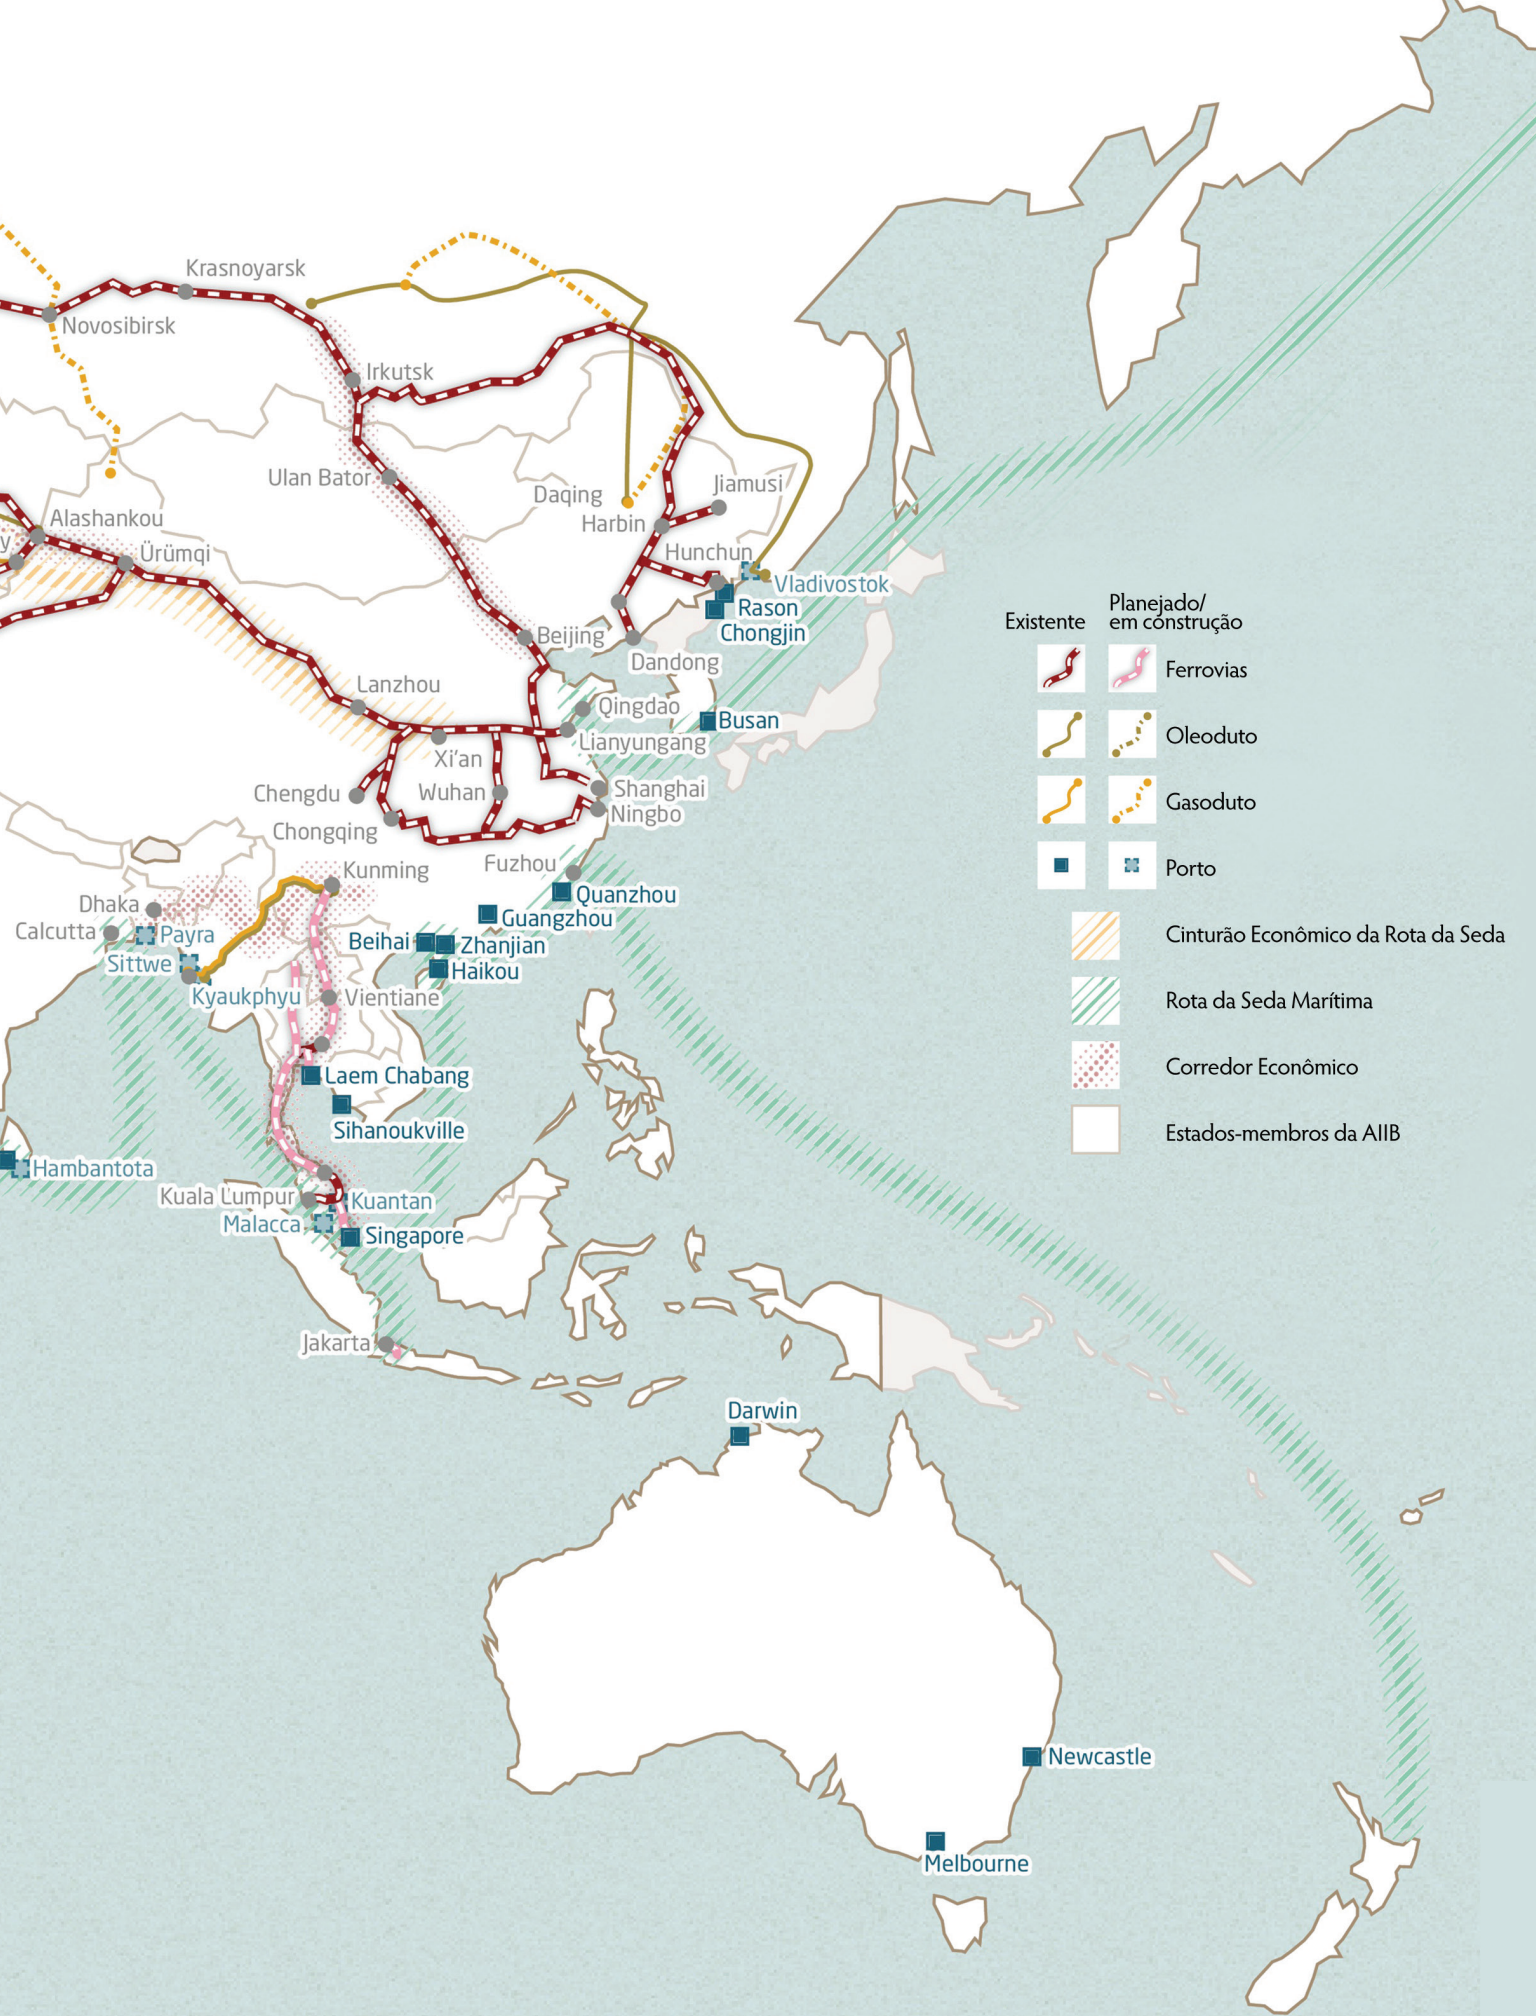 Krasnoyarsk
Novosibirsk
Irkutsk
Ulan Bator
Jiamusi
Daqing
Harbin
Alashankou
y
Ürümqi
Hunchun
Vladivostok
Rason
Chongjin
Beijing
Dandong
Lanzhou
Qingdao
Busan
Lianyungang
Xi'an
Chengdu
Wuhan
Shanghai
Ningbo
Chongqing
Fuzhou
Kunming
Quanzhou
Dhaka
Guangzhou
Calcutta
Payra
Beihai
Zhanjian
Sittwe
Haikou
Kyaukphyu
Vientiane
Laem Chabang
Sihanoukville
Hambantota
Kuala Lumpur
Kuantan
Malacca
Singapore
Jakarta
Darwin
Newcastle
Melbourne
Existente
Planejado/
em construção
Ferrovias
Oleoduto
Gasoduto
Porto
Cinturão Econômico da Rota da Seda
Rota da Seda Marítima
Corredor Econômico
Estados-membros da AIIB